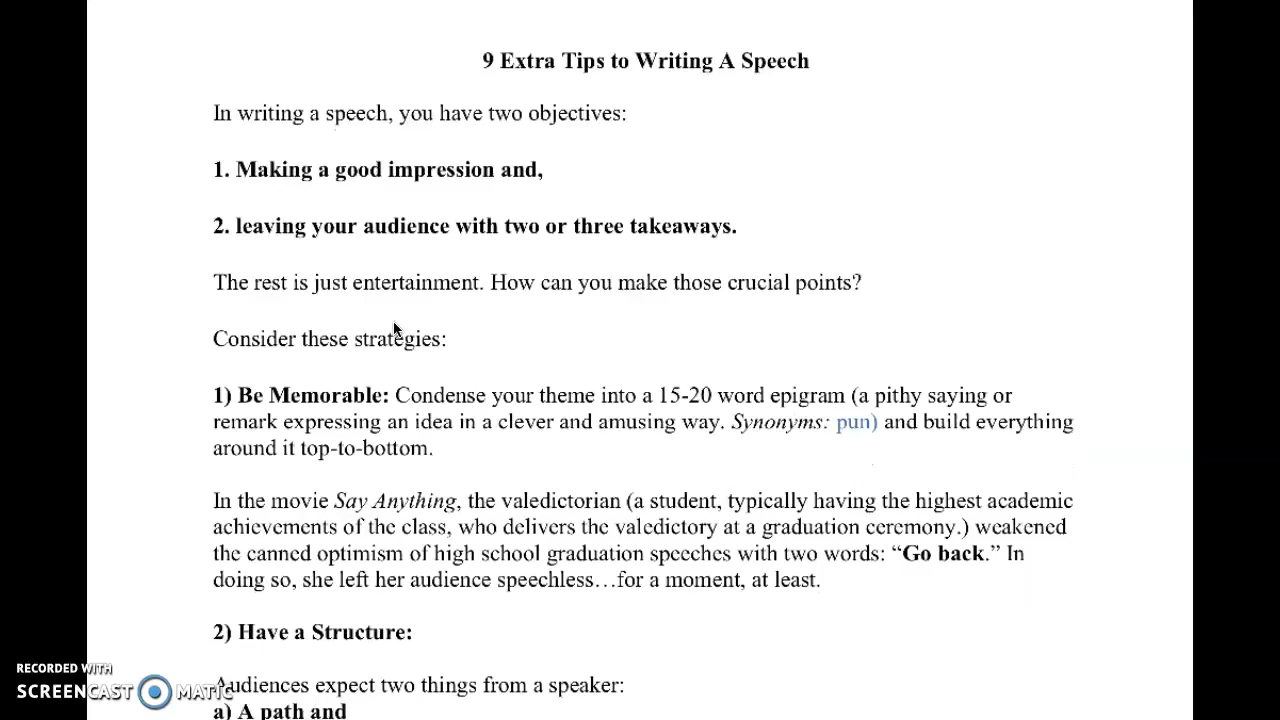 9 Extra Tips to Writing A Speech
In writing a speech, you have two objectives:
1. Making a good impression and,
2. leaving your audience with two or three takeaways.
The rest is just entertainment. How can you make those crucial points?
Consider these strategies:
1) Be Memorable: Condense your theme into a 15-20 word epigram (a pithy saying or
remark expressing an idea in a clever and amusing way. Synonyms: pun) and build everything
around it top-to-bottom.
In the movie Say Anything, the valedictorian (a student, typically having the highest academic
achievements of the class, who delivers the valedictory at a graduation ceremony.) weakened
the canned optimism of high school graduation speeches with two words: “Go back.” In
doing so, she left her audience speechless…for a moment, at least.
2) Have a Structure:
Audiences expect two things from a speaker:
a) A path and
RECORDED WITH
SCREENCAST MATIC